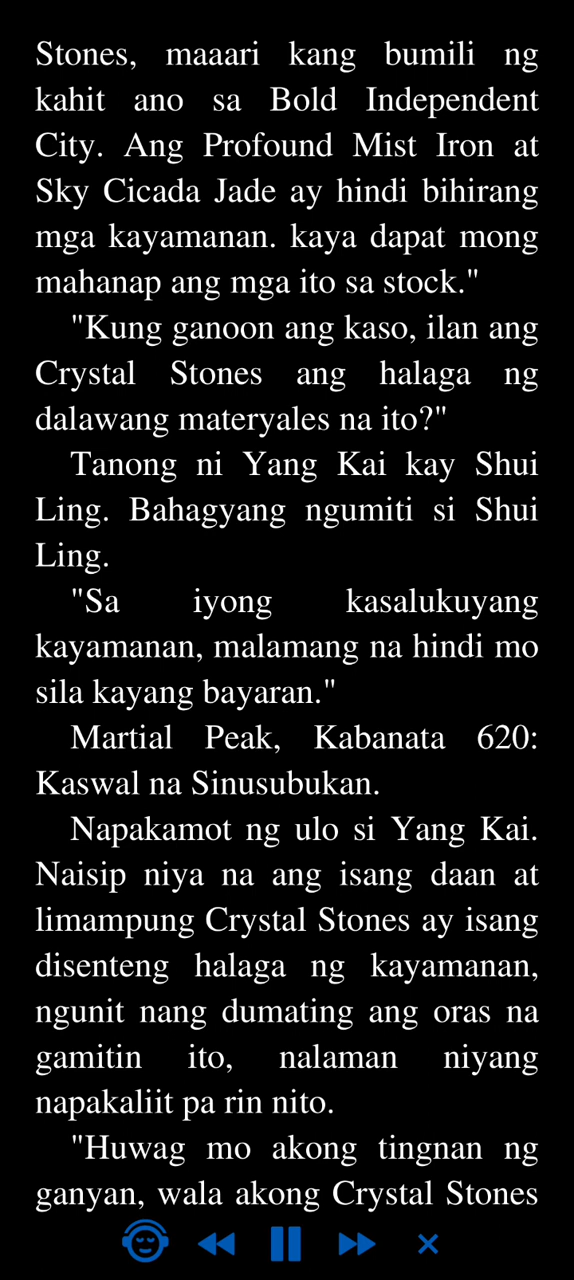 Stones, maaari kang bumili ng
kahit ano sa Bold Independent
City. Ang Profound Mist Iron at
Sky Cicada Jade ay hindi bihirang
mga kayamanan. kaya dapat mong
mahanap ang mga ito sa stock."
"Kung ganoon ang kaso, ilan ang
Crystal Stones ang halaga ng
dalawang materyales na ito?"
Tanong ni Yang Kai kay Shui
Ling. Bahagyang ngumiti si Shui
Ling.
"Sa iyong kasalukuyang
kayamanan, malamang na hindi mo
sila kayang bayaran."
Martial Peak, Kabanata 620:
Kaswal na Sinusubukan.
Napakamot ng ulo si Yang Kai.
Naisip niya na ang isang daan at
limampung Crystal Stones ay isang
disenteng halaga ng kayamanan,
ngunit nang dumating ang oras na
gamitin ito, nalaman niyang
napakaliit pa rin nito.
"Huwag mo akong tingnan ng
ganyan, wala akong Crystal Stones